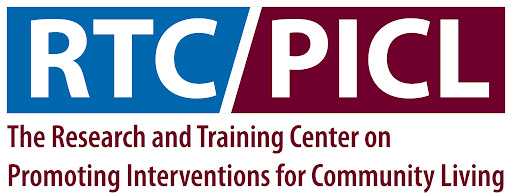 RTC/PICL
The Research and Training Center on
Promoting Interventions for Community Living